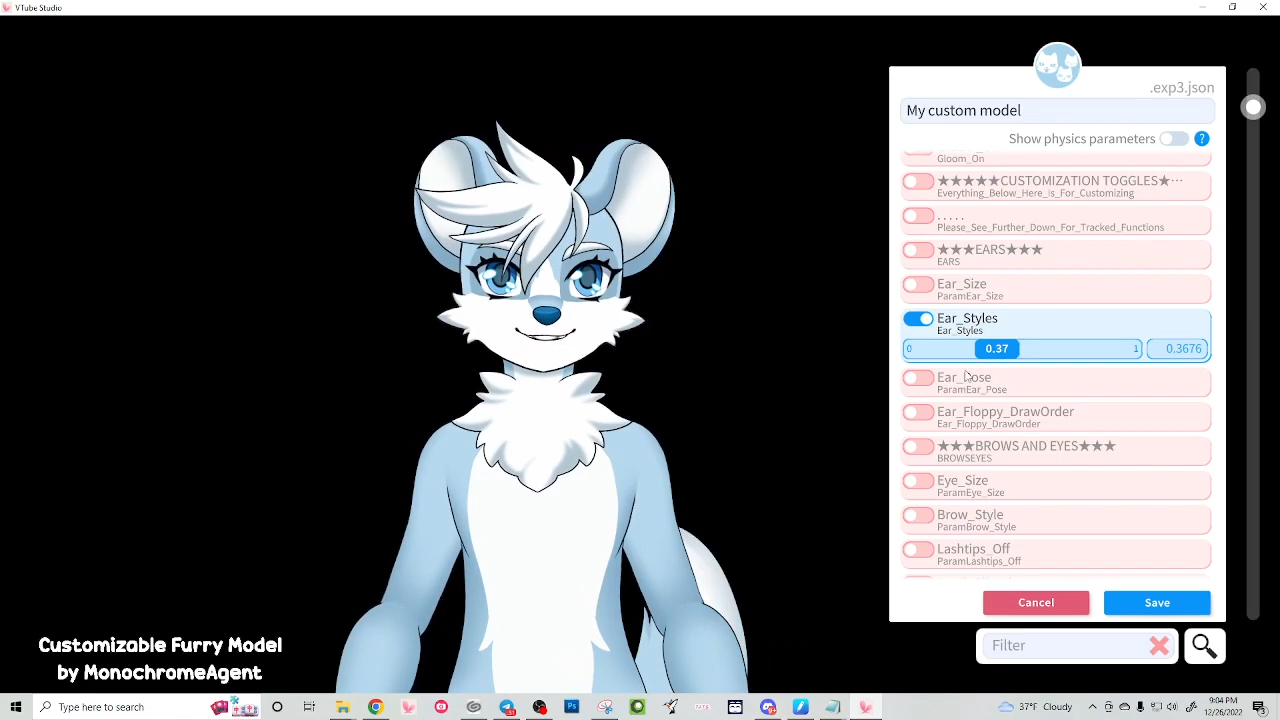 VTube Studio
.exp3.json
My custom model
Show physics parameters ?
Gloom_On
★★★★★CUSTOMIZATION TOGGLES★…
Everything_Below_Here_Is_For_Customizing
. . . . .
Please_See_Further_Down_For_Tracked_Functions
★★★EARS★★★
EARS
Ear_Size
ParamEar_Size
Ear_Styles
Ear_Styles
0 0.37 1 0.3676
Ear_Pose
ParamEar_Pose
Ear_Floppy_DrawOrder
Ear_Floppy_DrawOrder
★★★BROWS AND EYES★★★
BROWSEYES
Eye_Size
ParamEye_Size
Brow_Style
ParamBrow_Style
Lashtips_Off
ParamLashtips_Off
Cancel Save
Filter
Customizable Furry Model
by MonochromeAgent
Type here to search
37°F Cloudy
9:04 PM
12/26/2022